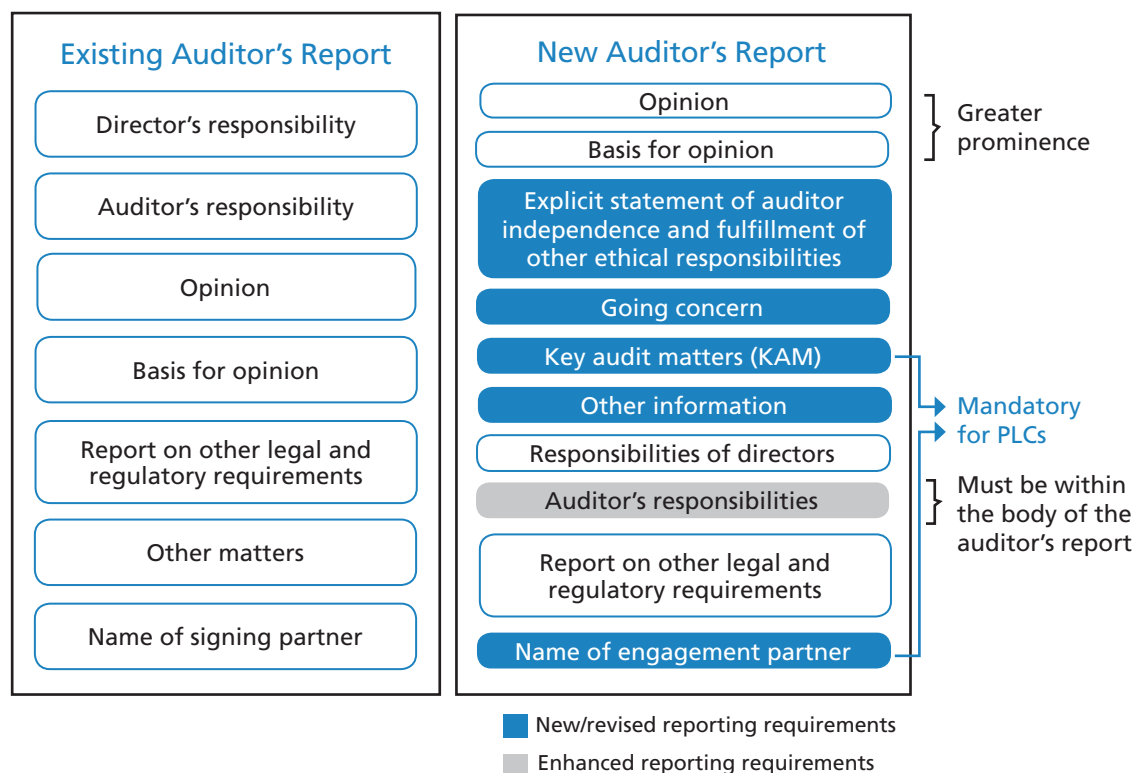 Existing Auditor's Report
Director's responsibility
Auditor's responsibility
Opinion
Basis for opinion
Report on other legal and
regulatory requirements
Other matters
Name of signing partner
New Auditor's Report
Opinion
Basis for opinion
Explicit statement of auditor
independence and fulfillment of
other ethical responsibilities
Going concern
Key audit matters (KAM)
Other information
Responsibilities of directors
Auditor's responsibilities
Report on other legal and
regulatory requirements
Name of engagement partner
Greater
prominence
Mandatory
for PLCs
Must be within
the body of the
auditor's report
New/revised reporting requirements
Enhanced reporting requirements